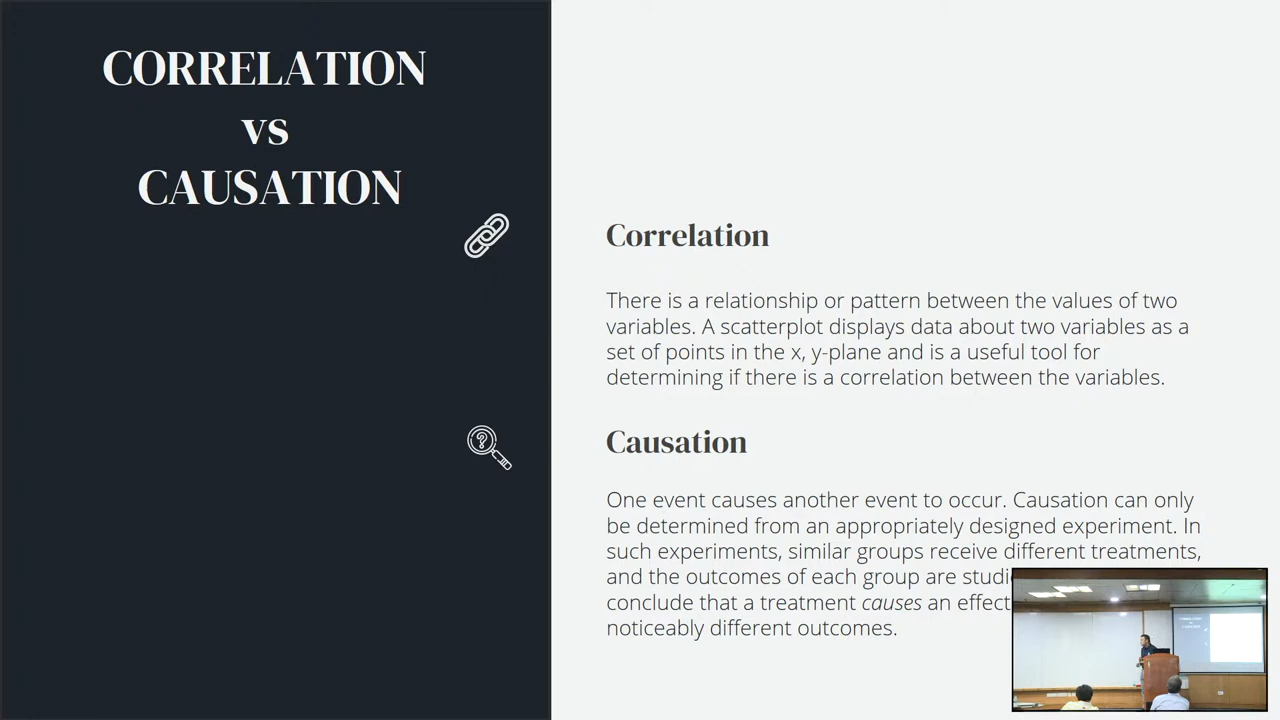 CORRELATION
vs
CAUSATION
Correlation
There is a relationship or pattern between the values of two
variables. A scatterplot displays data about two variables as a
set of points in the x, y-plane and is a useful tool for
determining if there is a correlation between the variables.
Causation
One event causes another event to occur. Causation can only
be determined from an appropriately designed experiment. In
such experiments, similar groups receive different treatments,
and the outcomes of each group are
conclude that a treatment causes an effect
noticeably different outcomes.